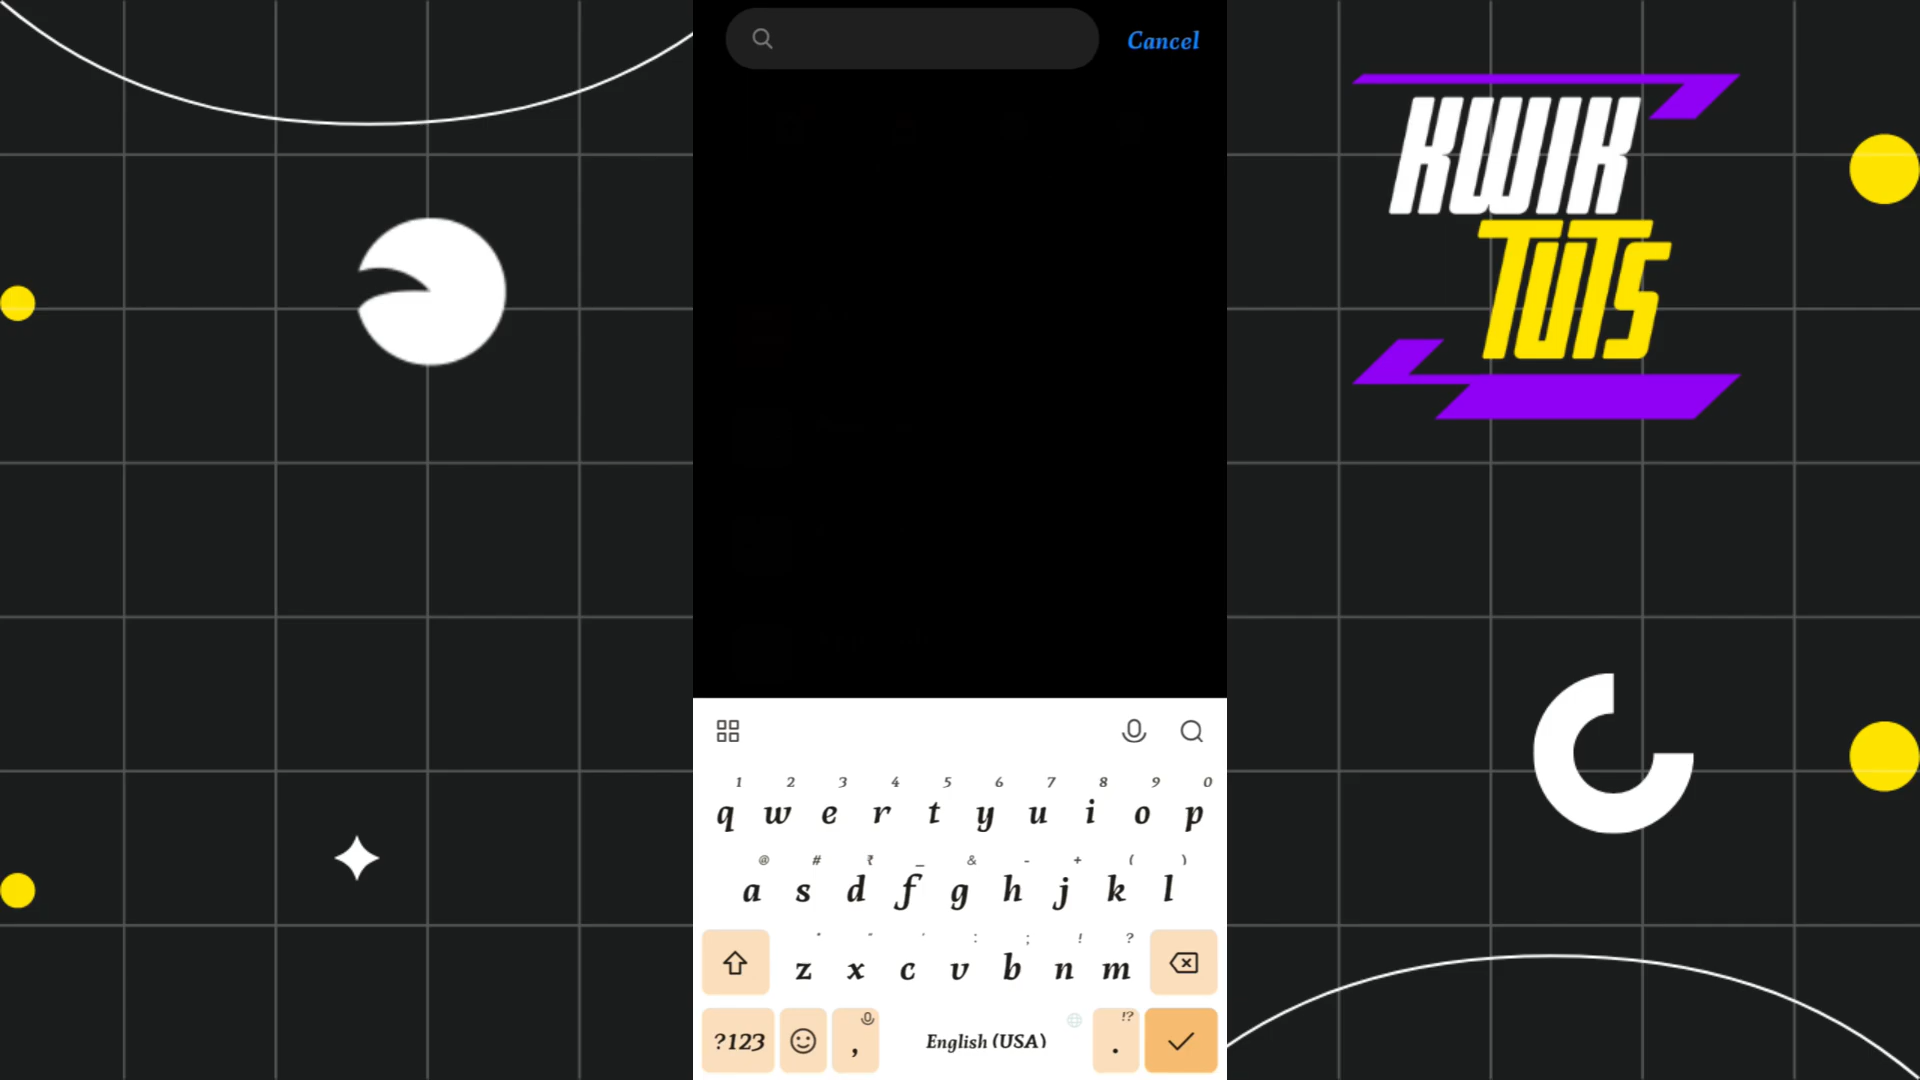 Cancel
KWIK
TUTS
1 2 3 4 5 6 7 8 9 0
q w e r t y u i o p
@ # ₹ _ & - + ( )
a s d f g h j k l
* " ' : ; ! ?
z x c v b n m
!?
?123 , English (USA) .